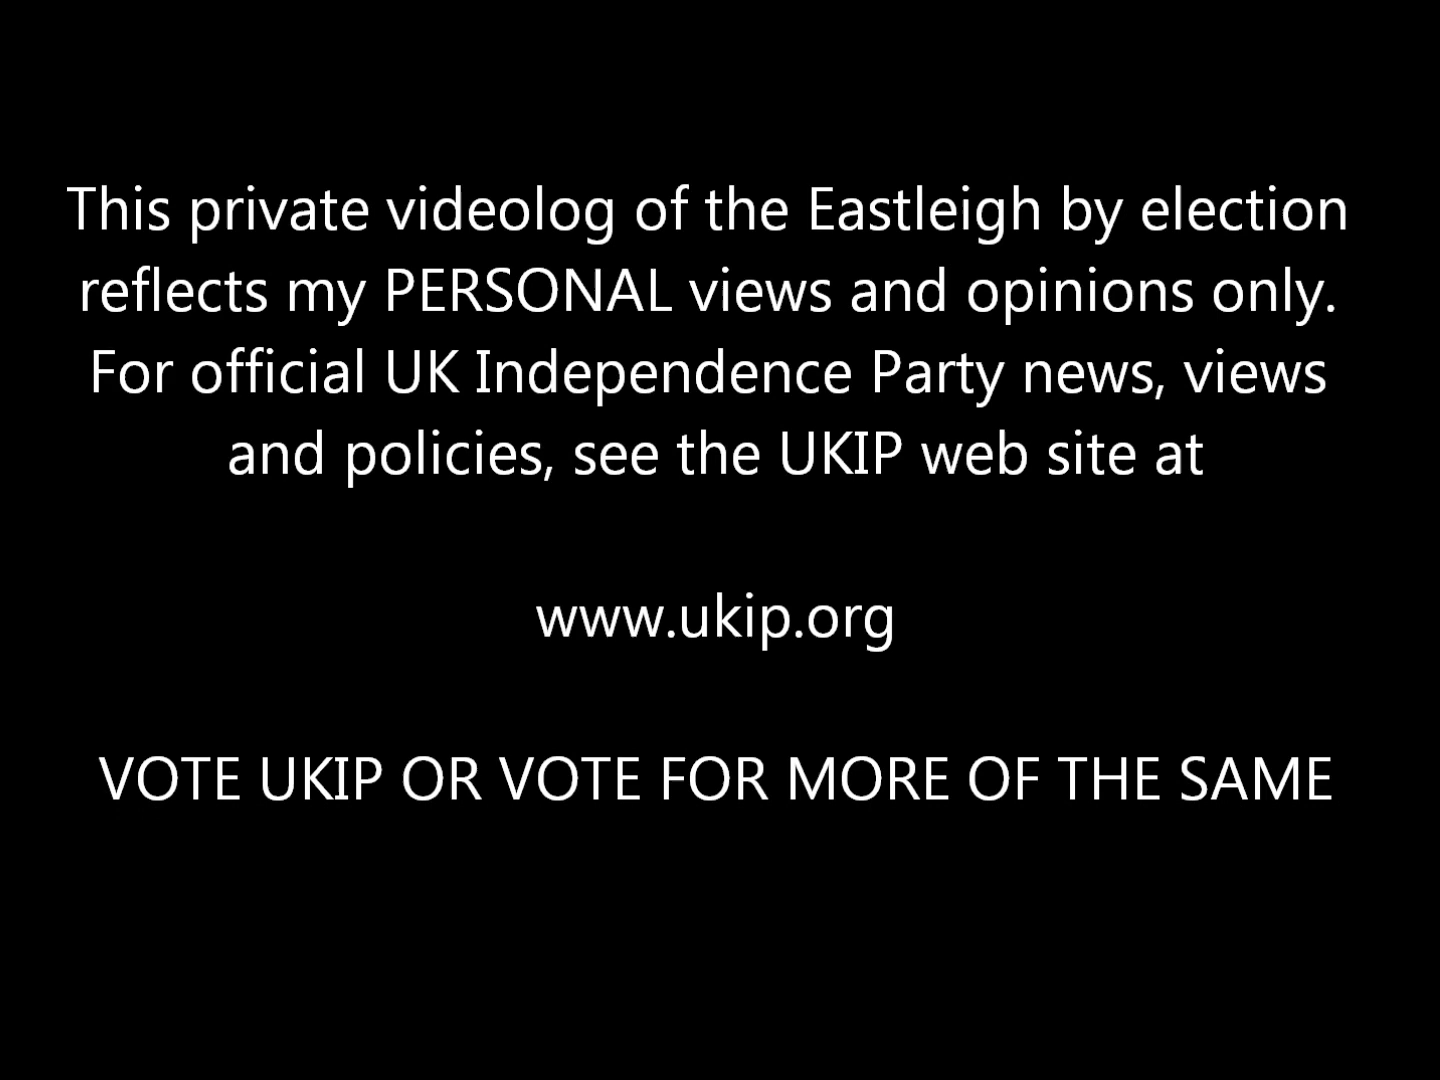 This private videolog of the Eastleigh by election
reflects my PERSONAL views and opinions only.
For official UK Independence Party news, views
and policies, see the UKIP web site at
www.ukip.org
VOTE UKIP OR VOTE FOR MORE OF THE SAME